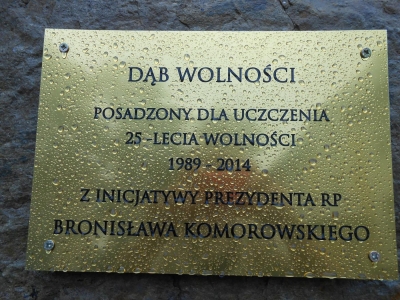 DĄB WOLNOŚCI
POSADZONY DLA UCZCZENIA
25 -LECIA WOLNOŚCI
1989 - 2014
Z INICJATYWY PREZYDENTA RP
BRONISŁAWA KOMOROWSKIEGO